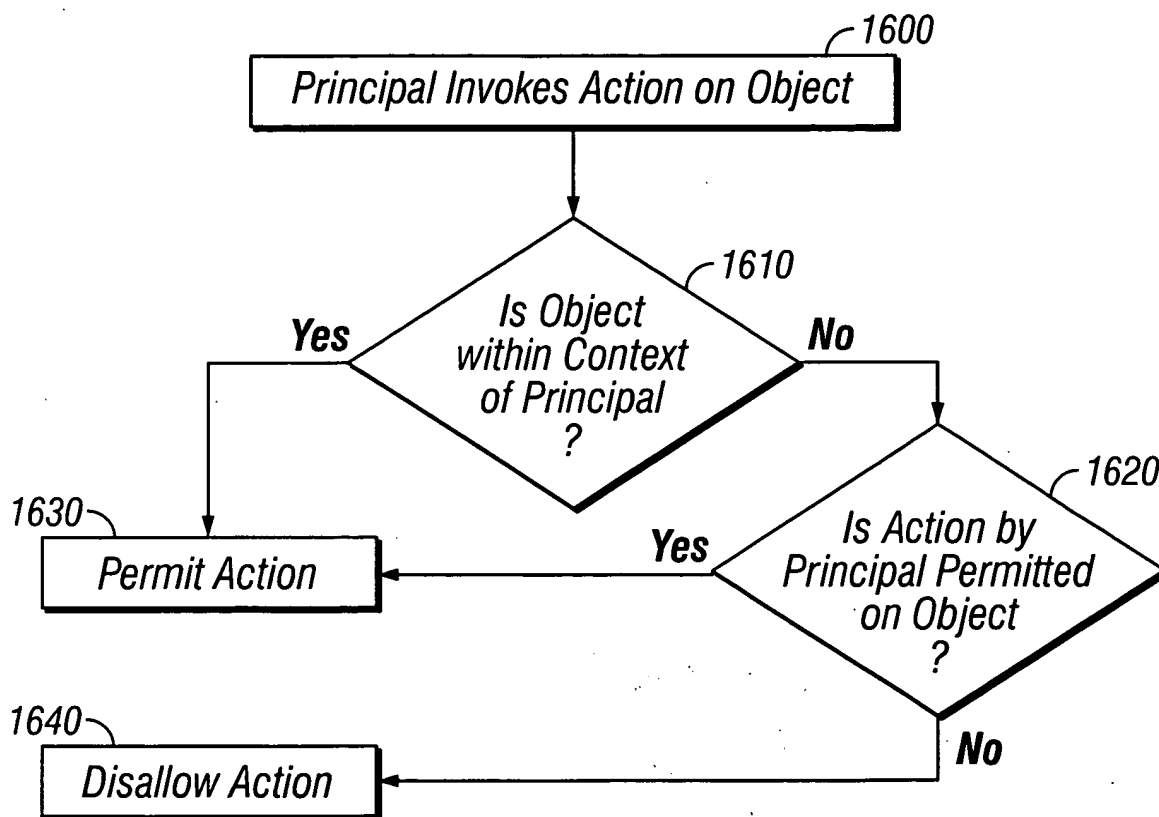 1600
Principal Invokes Action on Object
1610
Is Object
within Context
of Principal
?
Yes
No
1620
Is Action by
Principal Permitted
on Object
?
Yes
No
1630
Permit Action
1640
Disallow Action